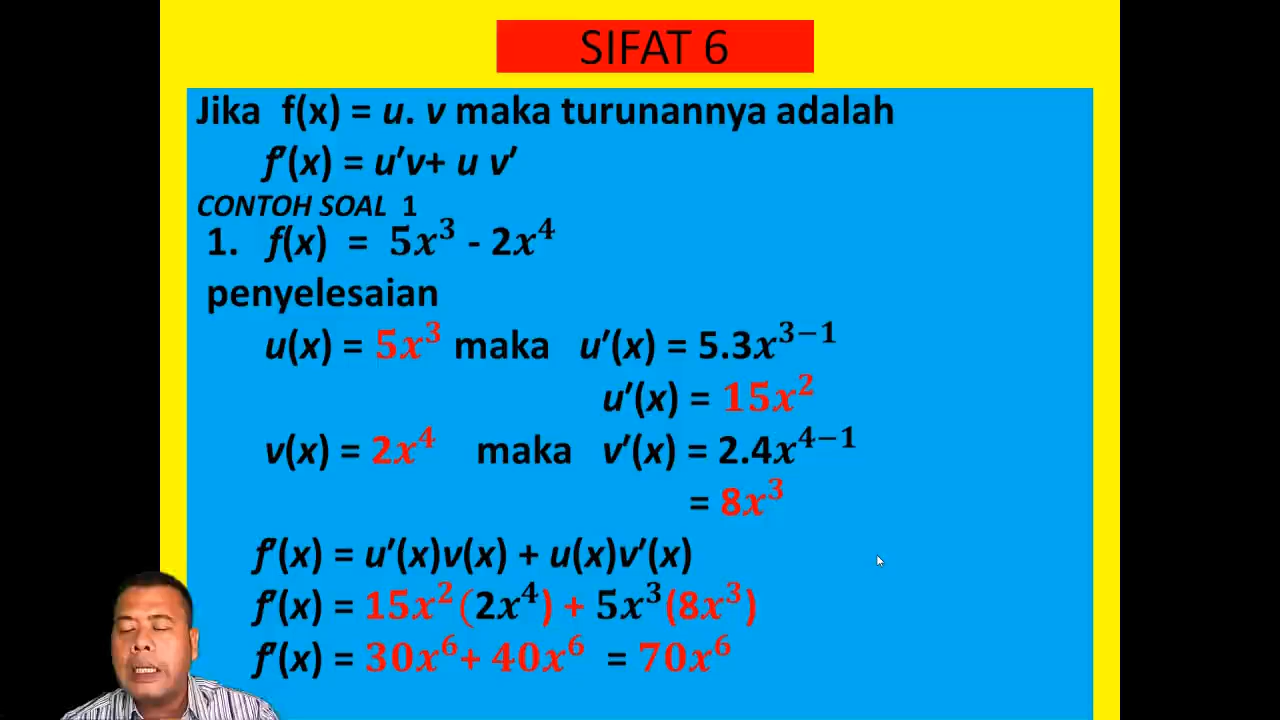 SIFAT 6
Jika f(x) = u. v maka turunannya adalah
f'(x) = u'v+ u v'
CONTOH SOAL 1
1. f(x) = 5x³ - 2x⁴
penyelesaian
u(x) = 5x³ maka u'(x) = 5.3x³⁻¹
u'(x) = 15x²
v(x) = 2x⁴ maka v'(x) = 2.4x⁴⁻¹
= 8x³
f'(x) = u'(x)v(x) + u(x)v'(x)
f'(x) = 15x²(2x⁴) + 5x³(8x³)
f'(x) = 30x⁶+ 40x⁶ = 70x⁶